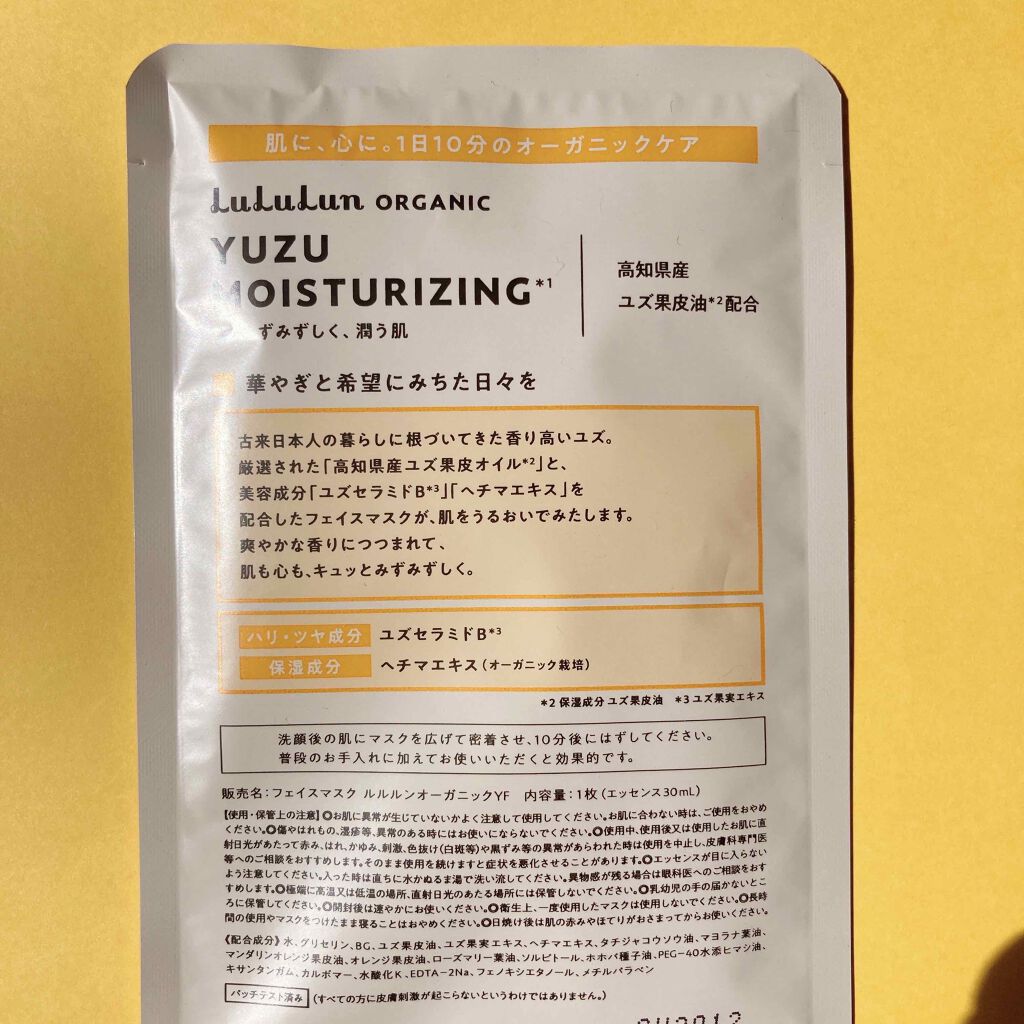 肌に、心に。1日10分のオーガニックケア
LuLuLun ORGANIC
YUZU
MOISTURIZING*1
ずみずしく、潤う肌
高知県産
ユズ果皮油*2配合
華やぎと希望にみちた日々を
古来日本人の暮らしに根づいてきた香り高いユズ。
厳選された「高知県産ユズ果皮オイル*2」と、
美容成分「ユズセラミドB*3」「ヘチマエキス」を
配合したフェイスマスクが、肌をうるおいでみたします。
爽やかな香りにつつまれて、
肌も心も、キュッとみずみずしく。
ハリ・ツヤ成分 ユズセラミドB*3
保湿成分 ヘチマエキス(オーガニック栽培)
*2 保湿成分 ユズ果皮油 *3 ユズ果実エキス
洗顔後の肌にマスクを広げて密着させ、10分後にはずしてください。
普段のお手入れに加えてお使いいただくと効果的です。
販売名:フェイスマスク ルルルンオーガニックYF 内容量:1枚(エッセンス30mL)
【使用・保管上の注意】◎お肌に異常が生じていないかよく注意して使用してください。お肌に合わない時は、ご使用をおやめ
ください。◎傷やはれもの、湿疹等、異常のある時にはお使いにならないでください。◎使用中、使用後又は使用したお肌に直
射日光があたって赤み、はれ、かゆみ、刺激、色抜け(白斑等)や黒ずみ等の異常があらわれた時は使用を中止し、皮膚科専門医
等へのご相談をおすすめします。そのまま使用を続けますと症状を悪化させることがあります。◎エッセンスが目に入らない
よう注意してください。入った時は直ちに水かぬるま湯で洗い流してください。異物感が残る場合は眼科医へのご相談をおす
すめします。◎極端に高温又は低温の場所、直射日光のあたる場所には保管しないでください。◎乳幼児の手の届かないとこ
ろに保管してください。◎開封後は速やかにお使いください。◎衛生上、一度使用したマスクは使用しないでください。◎長時
間の使用やマスクをつけたまま寝ることはおやめください。◎日焼け後は肌の赤みやほてりがおさまってからお使いください。
《配合成分》水、グリセリン、BG、ユズ果皮油、ユズ果実エキス、ヘチマエキス、タチジャコウソウ油、マヨラナ葉油、
マンダリンオレンジ果皮油、オレンジ果皮油、ローズマリー葉油、ソルビトール、ホホバ種子油、PEG-40水添ヒマシ油、
キサンタンガム、カルボマー、水酸化K、EDTA-2Na、フェノキシエタノール、メチルパラベン
パッチテスト済み (すべての方に皮膚刺激が起こらないというわけではありません。)